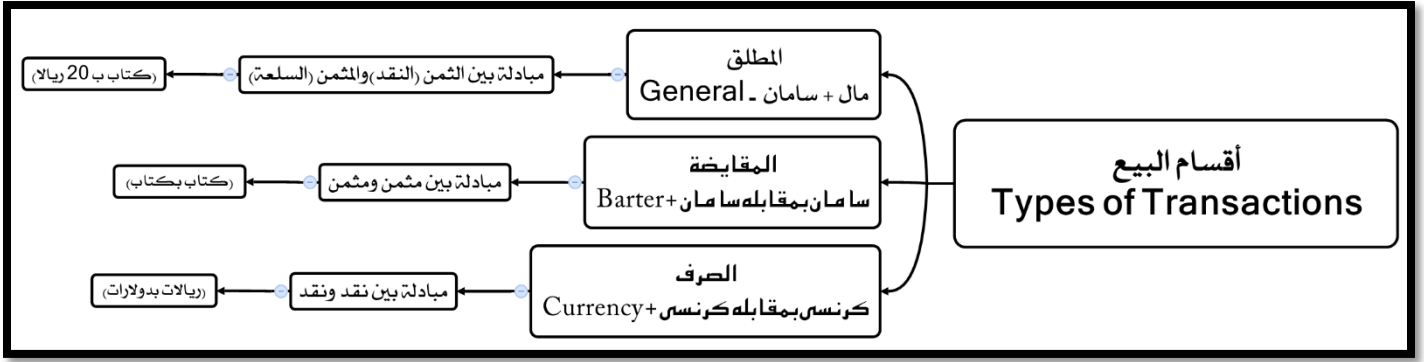 أقسام البيع
Types of Transactions
المطلق
مال + سامان - General
مبادلة بين الثمن (النقد)والمثمن (السلعة)
(كتاب ب 20 ريالا)
المقايضة
سامان بمقابله سامان+Barter
مبادلة بين مثمن ومثمن
(كتاب بكتاب)
الصرف
کرنسی بمقابله کرنسی+Currency
مبادلة بين نقد ونقد
(ريالات بدولارات)